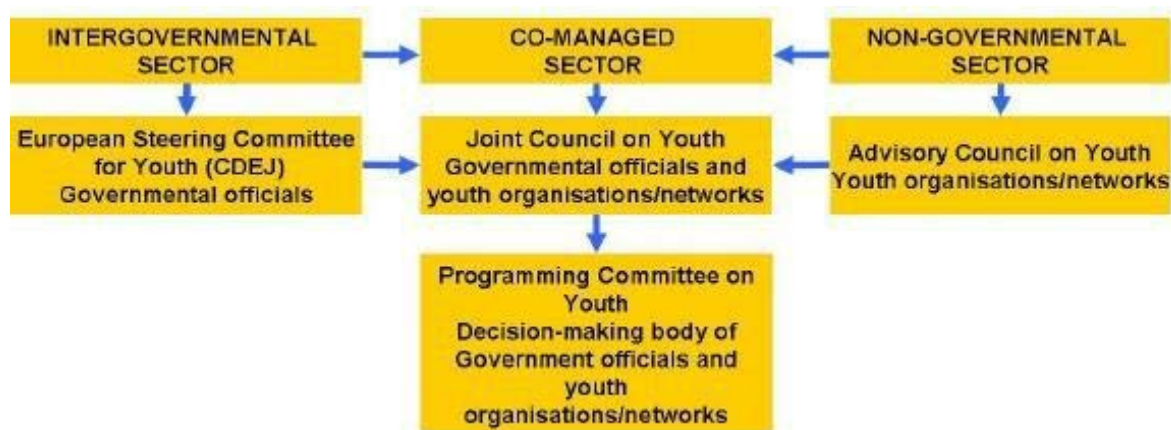 INTERGOVERNMENTAL
SECTOR
CO-MANAGED
SECTOR
NON-GOVERNMENTAL
SECTOR
European Steering Committee
for Youth (CDEJ)
Governmental officials
Joint Council on Youth
Governmental officials and
youth organisations/networks
Advisory Council on Youth
Youth organisations/networks
Programming Committee on
Youth
Decision-making body of
Government officials and
youth
organisations/networks